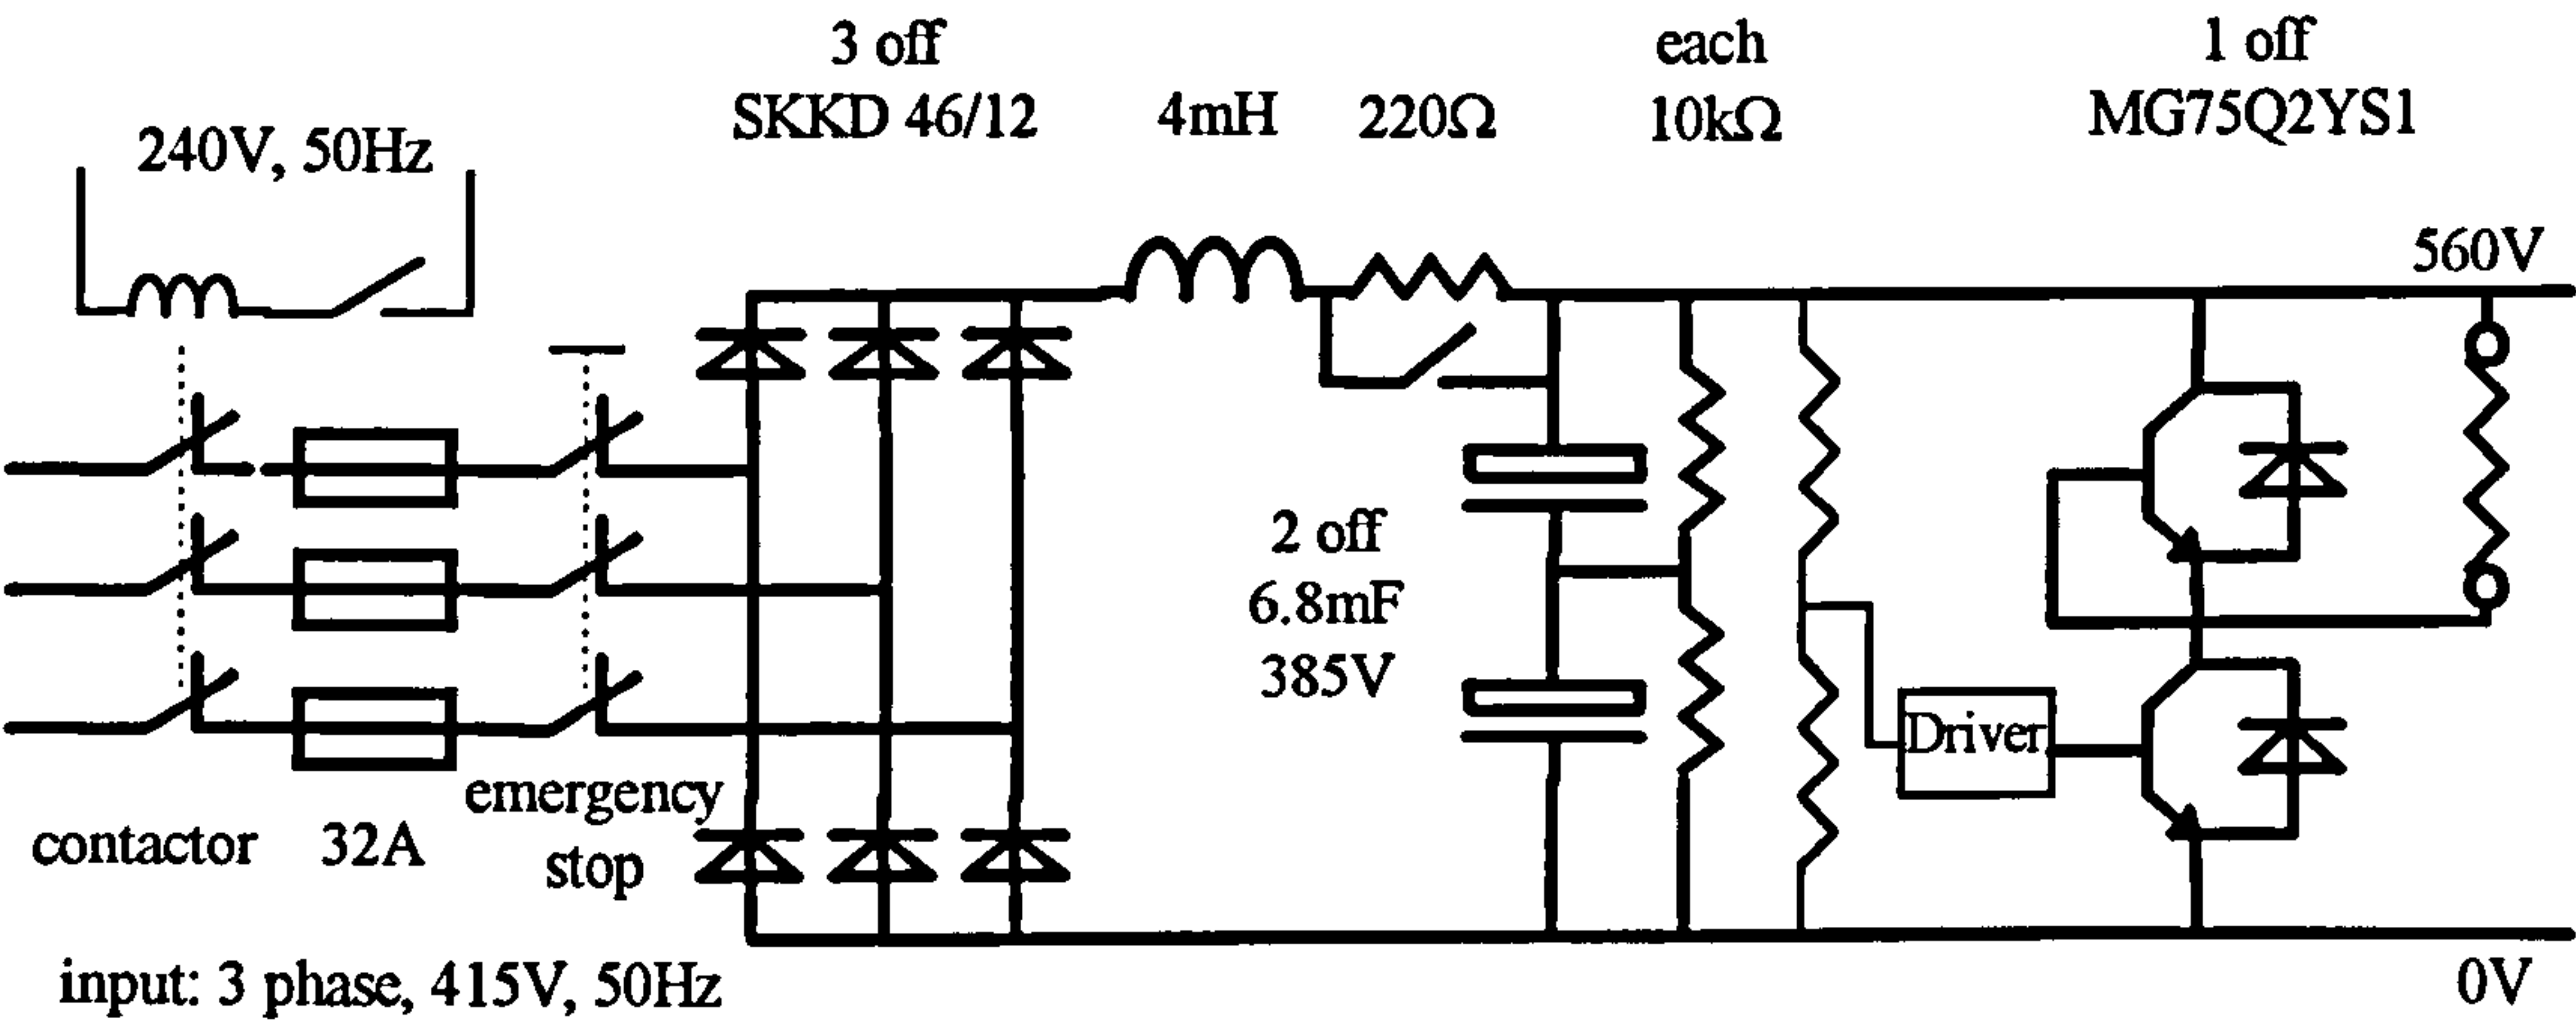 3 off
SKKD 46/12
4mH
220Ω
each
10kΩ
1 off
MG75Q2YS1
240V, 50Hz
560V
2 off
6.8mF
385V
Driver
contactor
32A
emergency
stop
input: 3 phase, 415V, 50Hz
0V